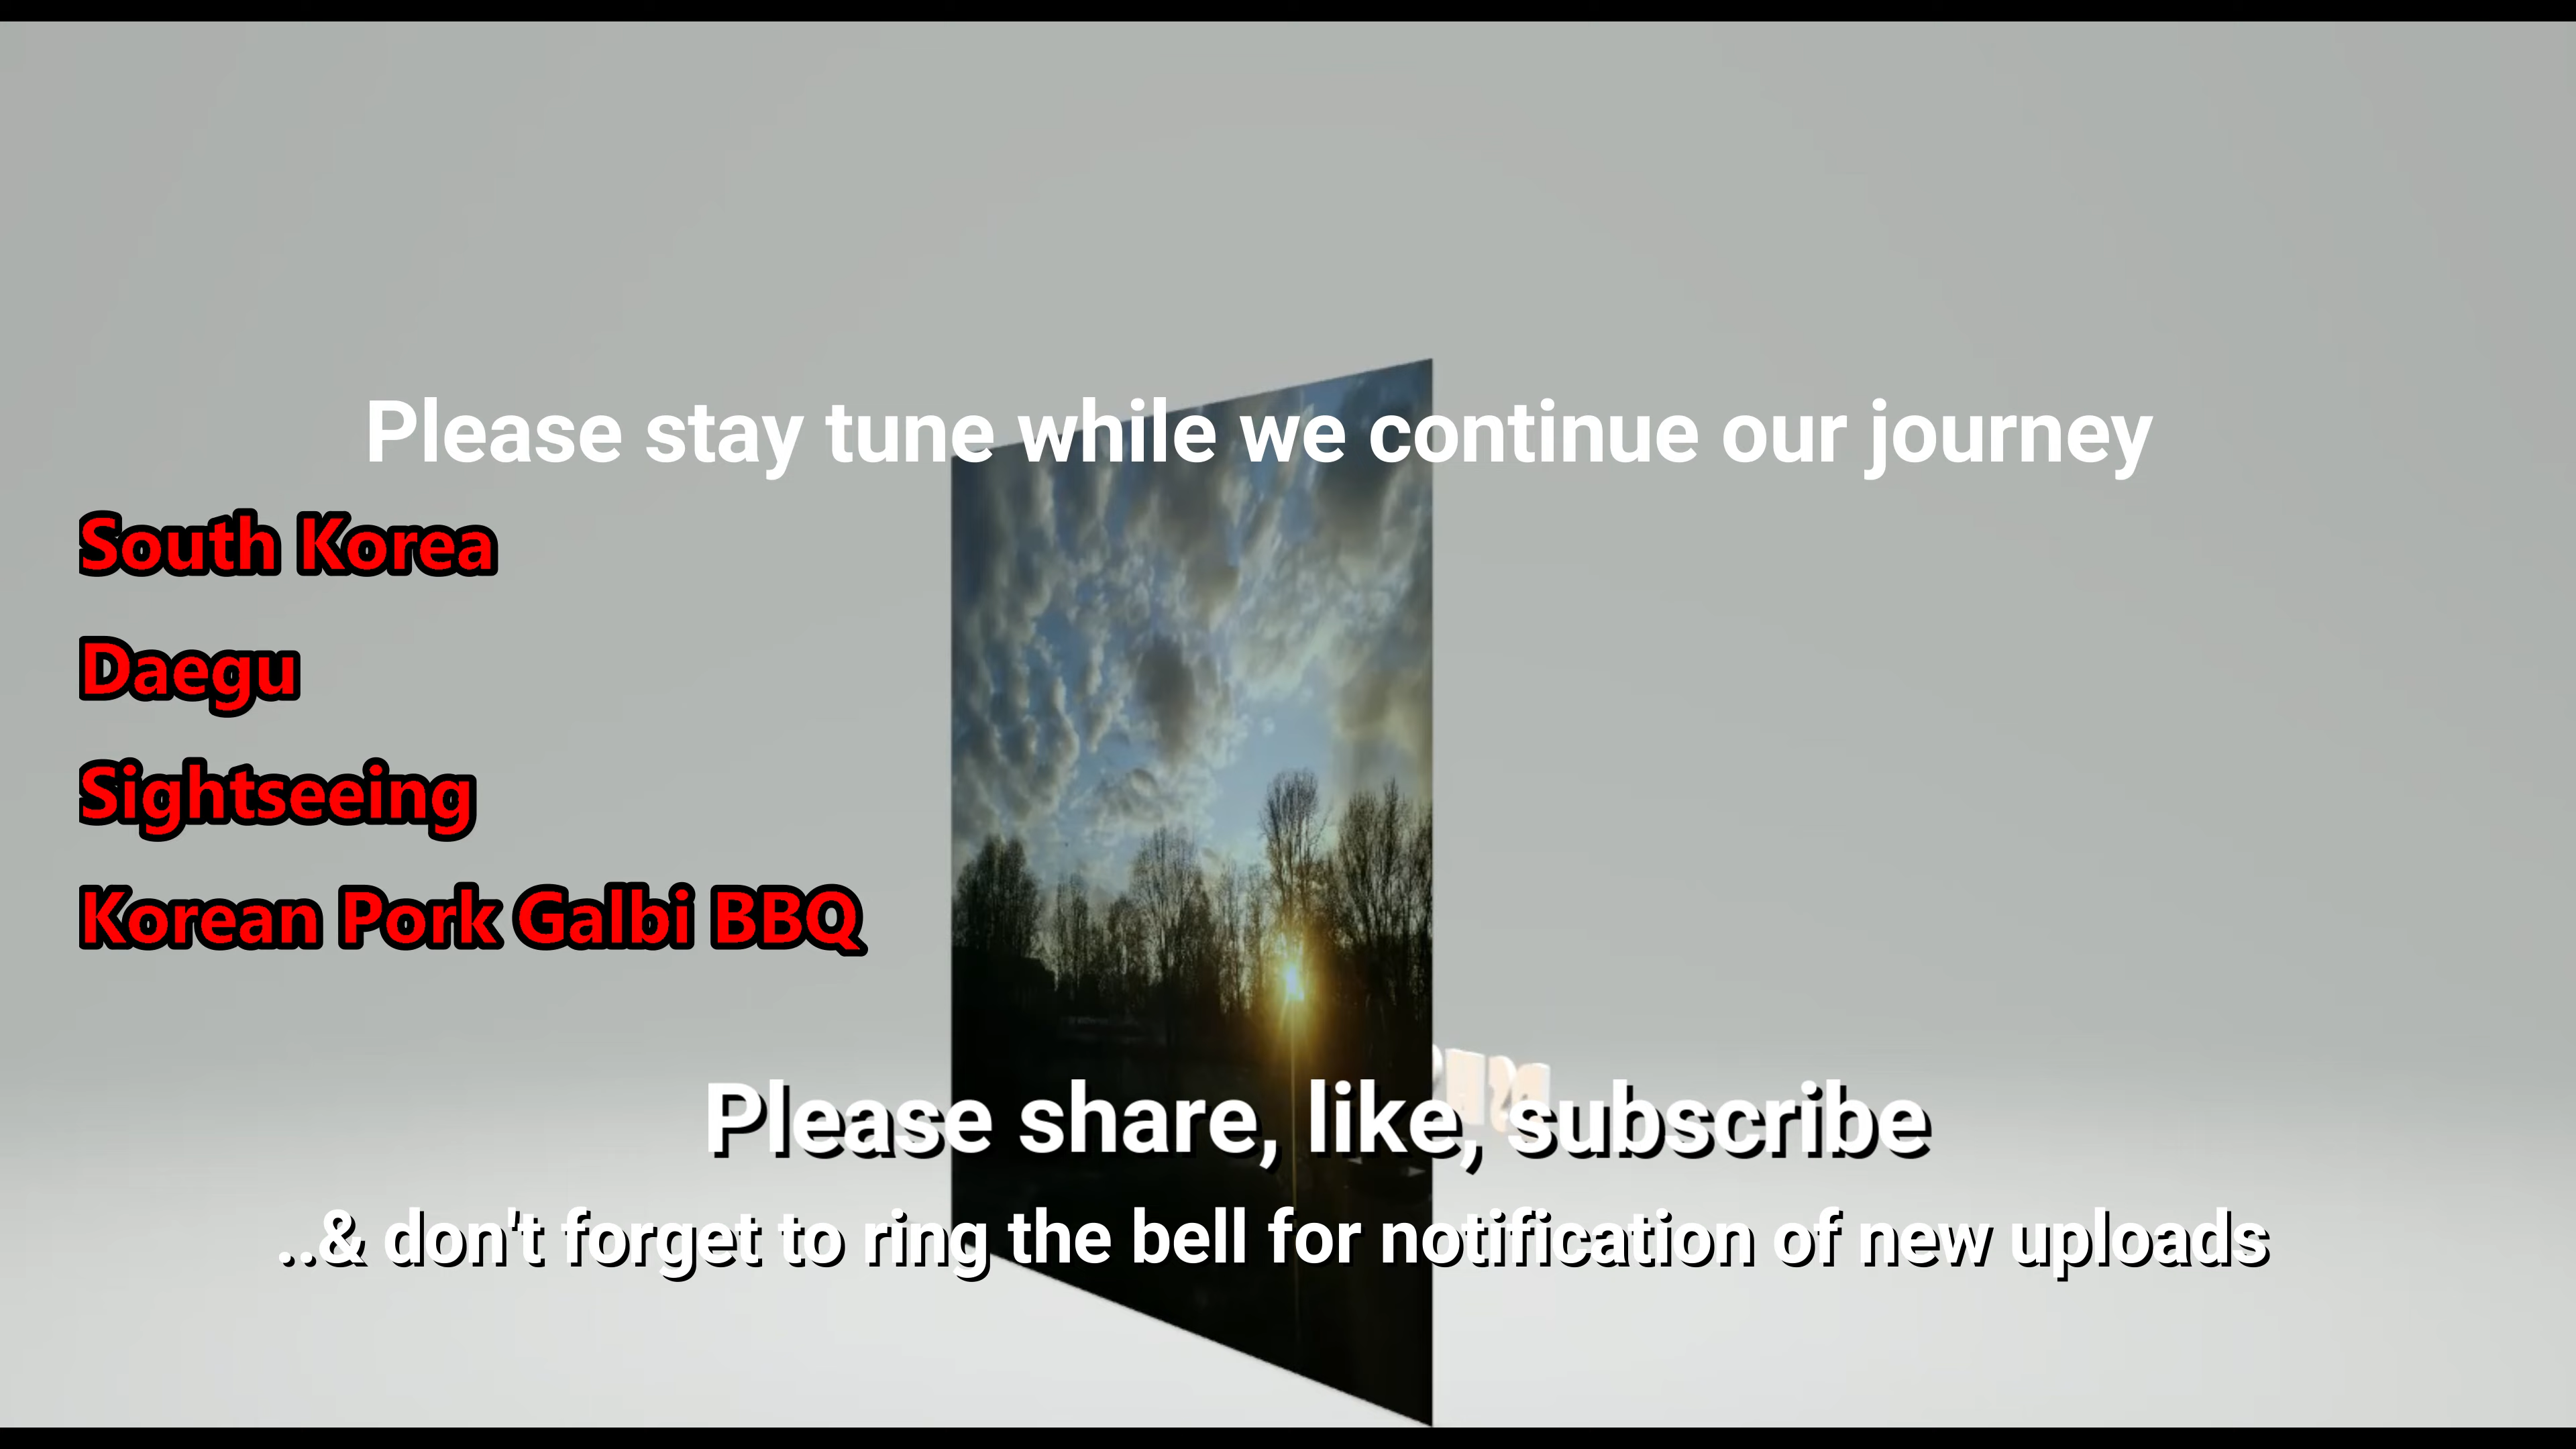 Please stay tune while we continue our journey
South Korea
Daegu
Sightseeing
Korean Pork Galbi BBQ
Please share, like, subscribe
..& don't forget to ring the bell for notification of new uploads